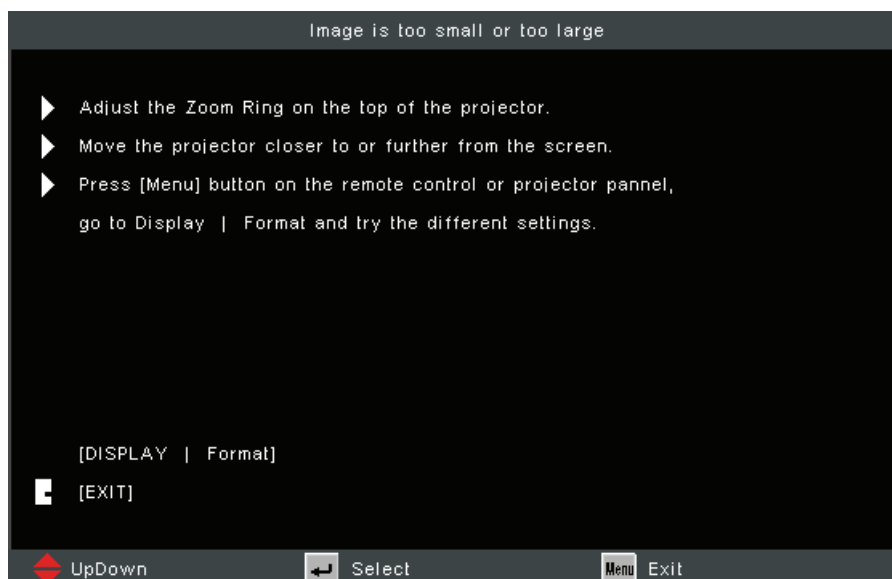 Image is too small or too large
Adjust the Zoom Ring on the top of the projector.
Move the projector closer to or further from the screen.
Press [Menu] button on the remote control or projector pannel,
go to Display | Format and try the different settings.
[DISPLAY | Format]
[EXIT]
UpDown Select Menu Exit